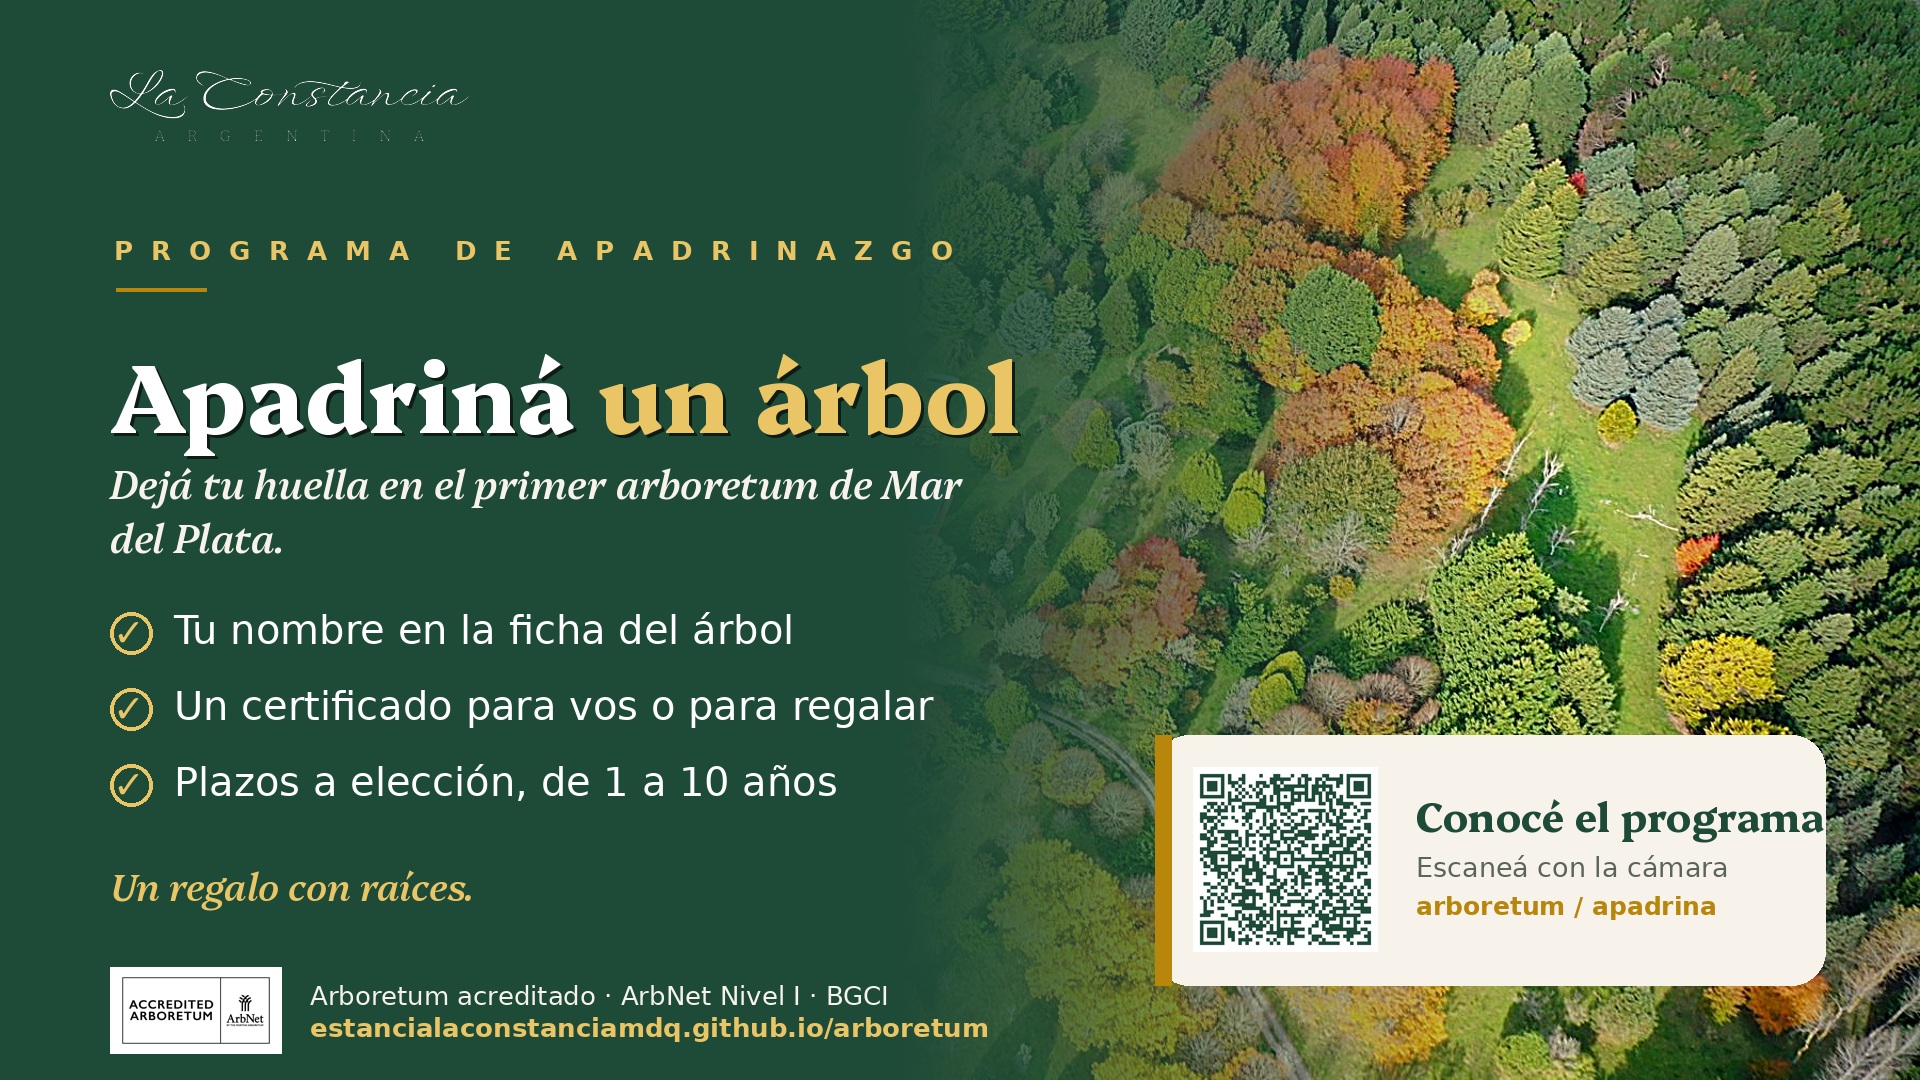 La Constancia
ARGENTINA
PROGRAMA DE APADRINAZGO
Apadriná un árbol
Dejá tu huella en el primer arboretum de Mar
del Plata.
✓ Tu nombre en la ficha del árbol
✓ Un certificado para vos o para regalar
✓ Plazos a elección, de 1 a 10 años
Un regalo con raíces.
ACCREDITED
ARBORETUM
ArbNet
Arboretum acreditado · ArbNet Nivel I · BGCI
estancialaconstanciamdq.github.io/arboretum
Conocé el programa
Escaneá con la cámara
arboretum / apadrina